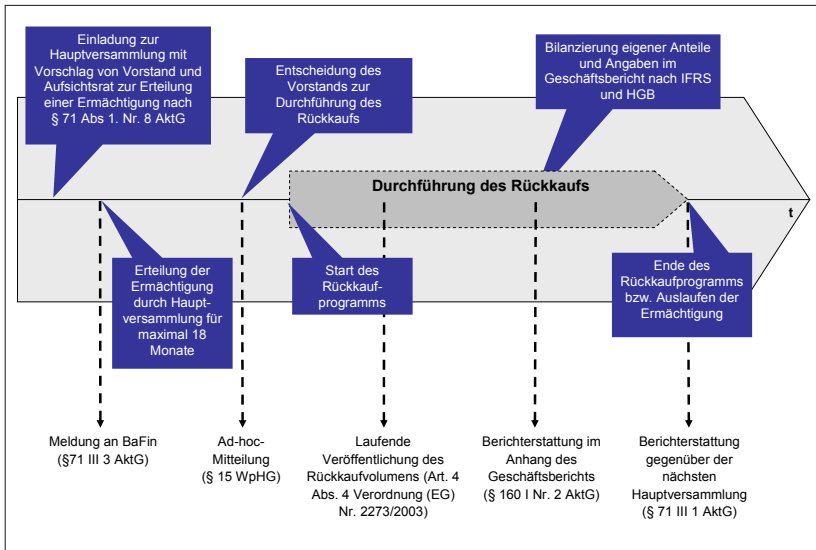 Einladung zur
Hauptversammlung mit
Vorschlag von Vorstand und
Aufsichtsrat zur Erteilung
einer Ermächtigung nach
§ 71 Abs 1. Nr. 8 AktG
Entscheidung des
Vorstands zur
Durchführung des
Rückkaufs
Bilanzierung eigener Anteile
und Angaben im
Geschäftsbericht nach IFRS
und HGB
Durchführung des Rückkaufs
t
Erteilung der
Ermächtigung
durch Haupt-
versammlung für
maximal 18
Monate
Start des
Rückkauf-
programms
Ende des
Rückkaufprogramms
bzw. Auslaufen der
Ermächtigung
Meldung an BaFin
(§71 III 3 AktG)
Ad-hoc-
Mitteilung
(§ 15 WpHG)
Laufende
Veröffentlichung des
Rückkaufvolumens (Art. 4
Abs. 4 Verordnung (EG)
Nr. 2273/2003)
Berichterstattung im
Anhang des
Geschäftsberichts
(§ 160 I Nr. 2 AktG)
Berichterstattung
gegenüber der
nächsten
Hauptversammlung
(§ 71 III 1 AktG)